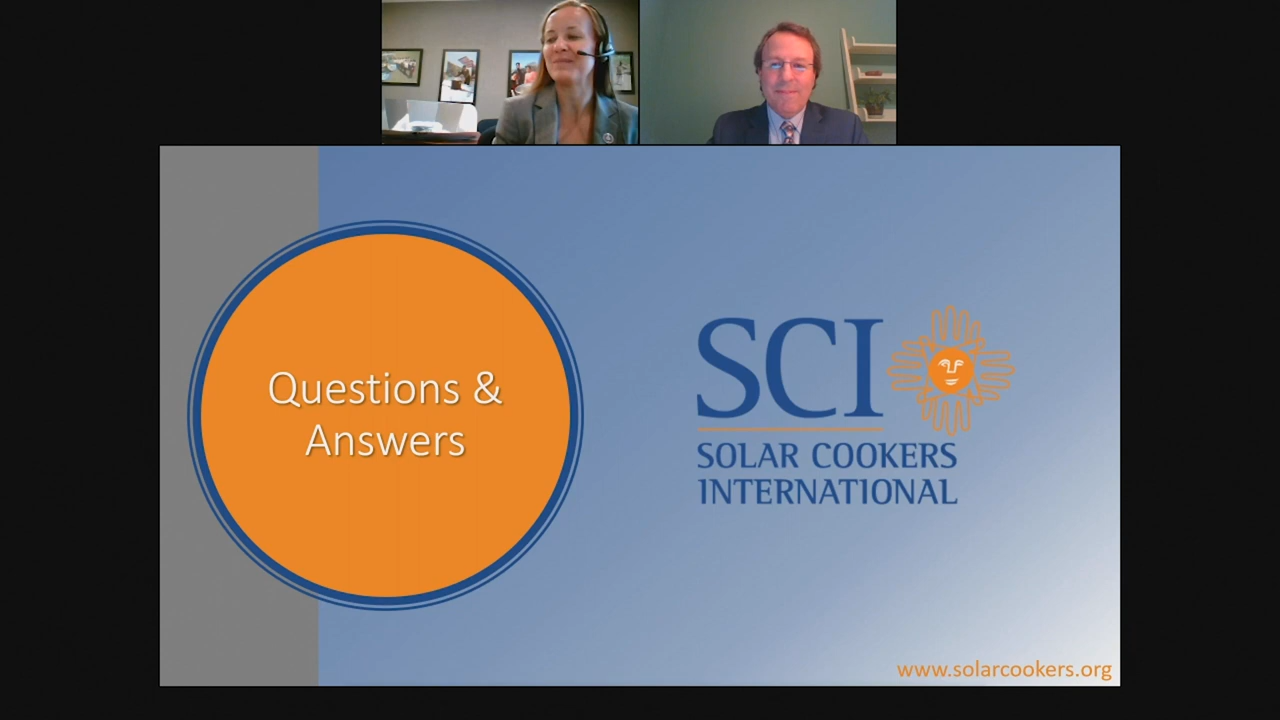 Questions &
Answers
SCI
SOLAR COOKERS
INTERNATIONAL
www.solarcookers.org